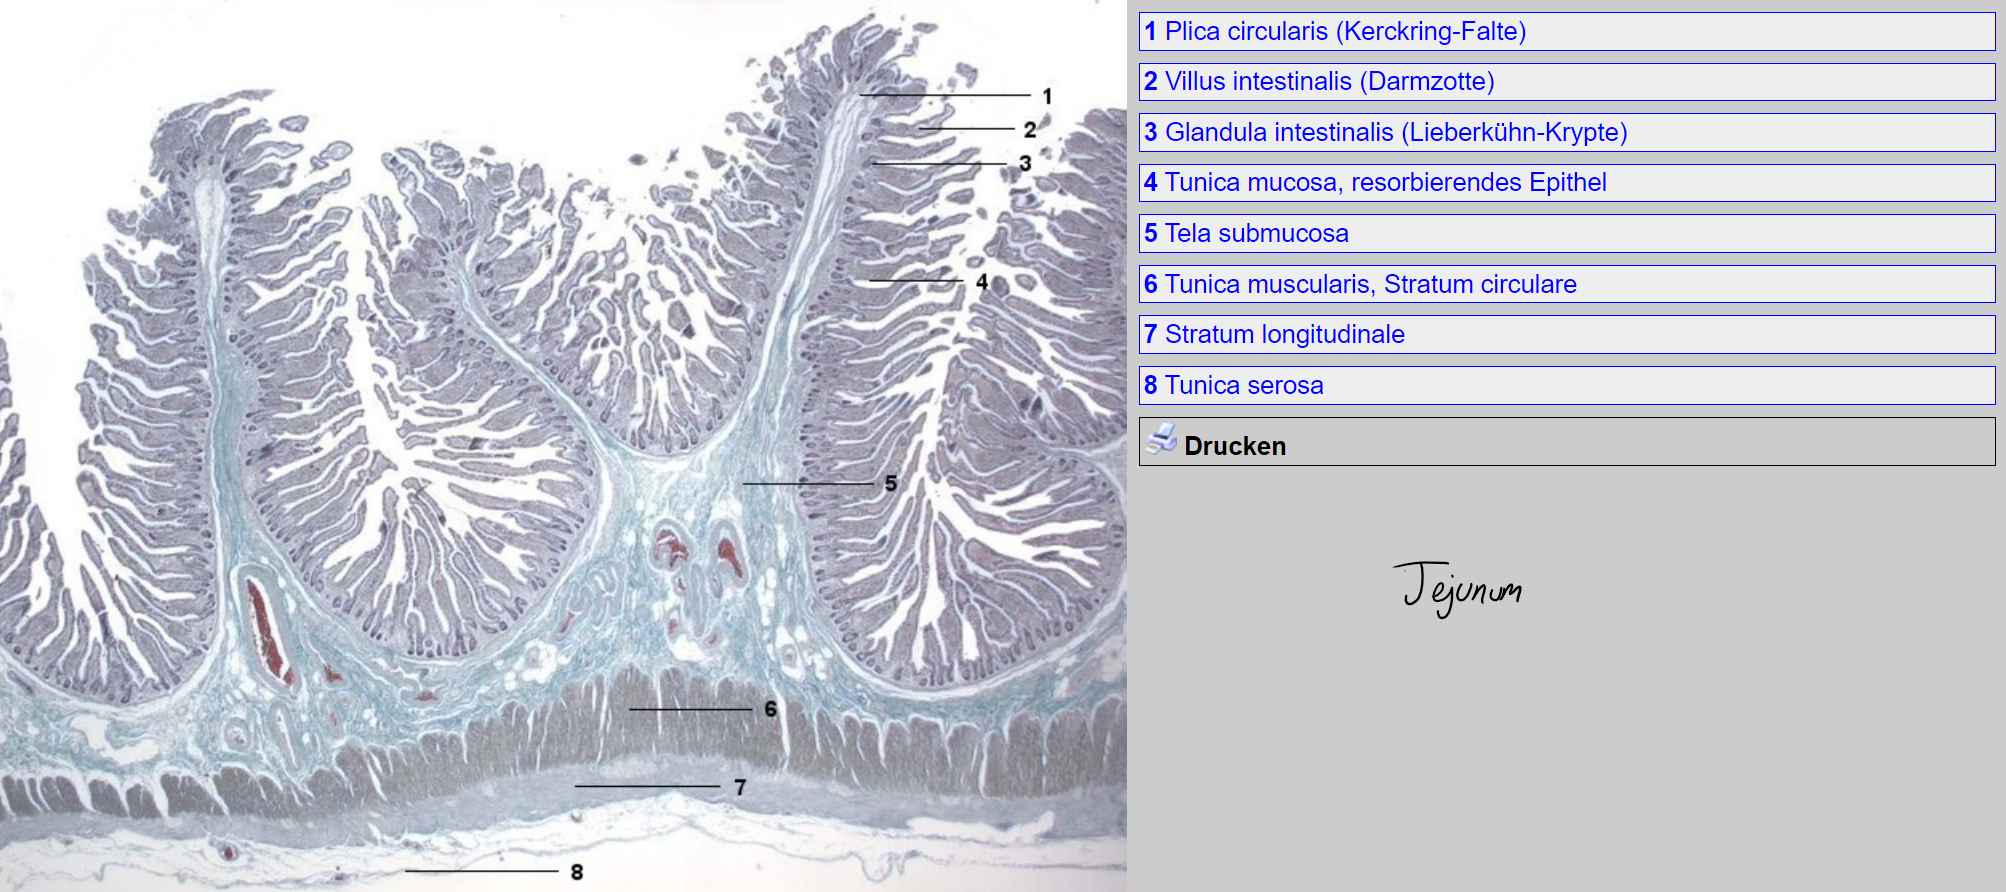 1
2
3
4
5
6
7
8
1 Plica circularis (Kerckring-Falte)
2 Villus intestinalis (Darmzotte)
3 Glandula intestinalis (Lieberkühn-Krypte)
4 Tunica mucosa, resorbierendes Epithel
5 Tela submucosa
6 Tunica muscularis, Stratum circulare
7 Stratum longitudinale
8 Tunica serosa
Drucken
Jejunum